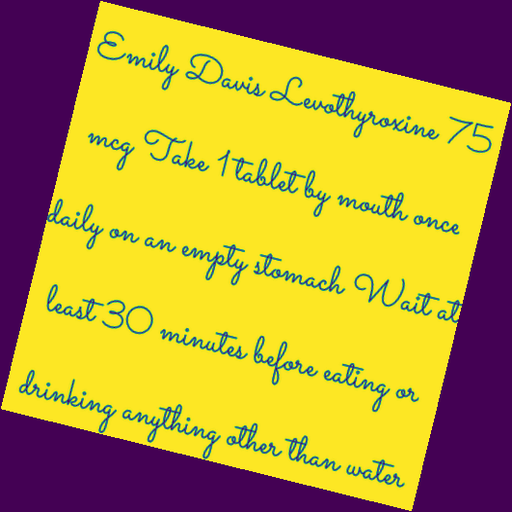 Emily Davis Levothyroxine 75
mcg Take 1 tablet by mouth once
daily on an empty stomach Wait at
least 30 minutes before eating or
drinking anything other than water